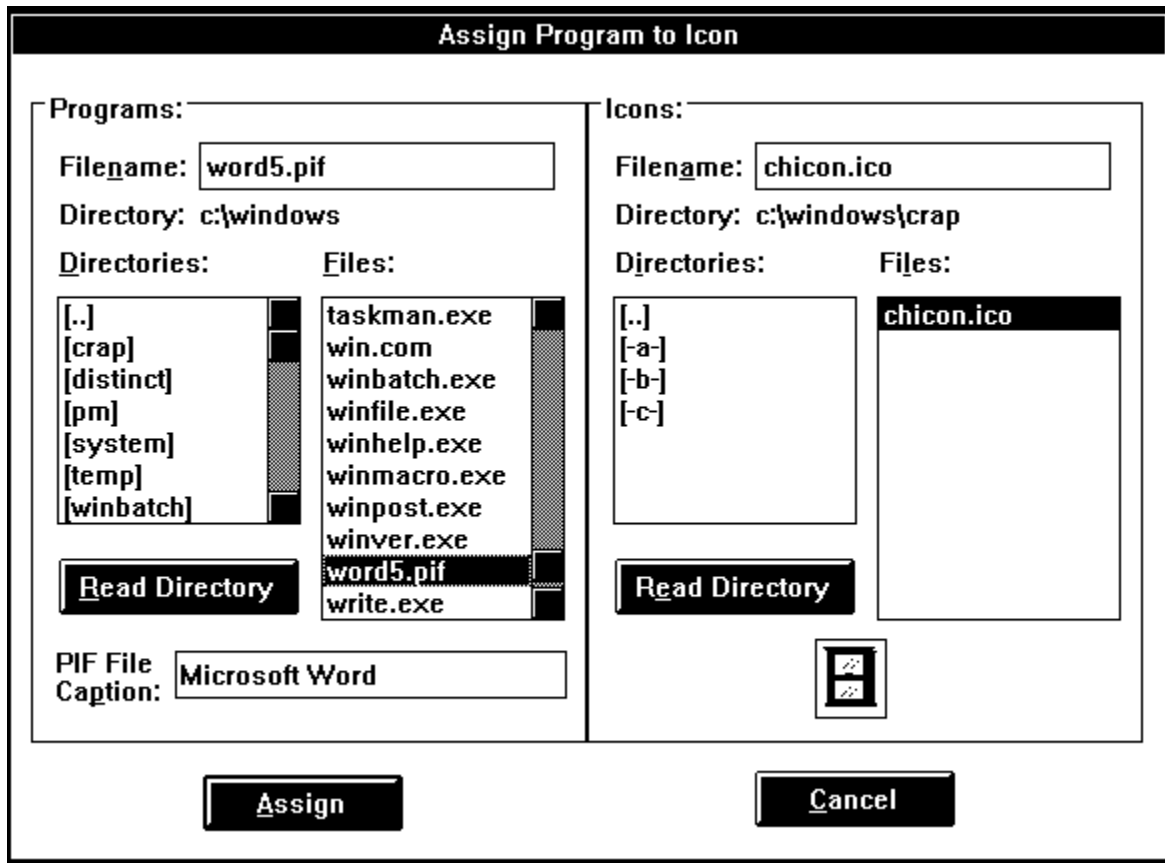 Assign Program to Icon
Programs:
Filename: word5.pif
Directory: c:\windows
Directories:
[..]
[crap]
[distinct]
[pm]
[system]
[temp]
[winbatch]
Read Directory
Files:
taskman.exe
win.com
winbatch.exe
winfile.exe
winhelp.exe
winmacro.exe
winpost.exe
winver.exe
word5.pif
write.exe
PIF File
Caption: Microsoft Word
Icons:
Filename: chicon.ico
Directory: c:\windows\crap
Directories:
[..]
[-a-]
[-b-]
[-c-]
Read Directory
Files:
chicon.ico
Assign
Cancel